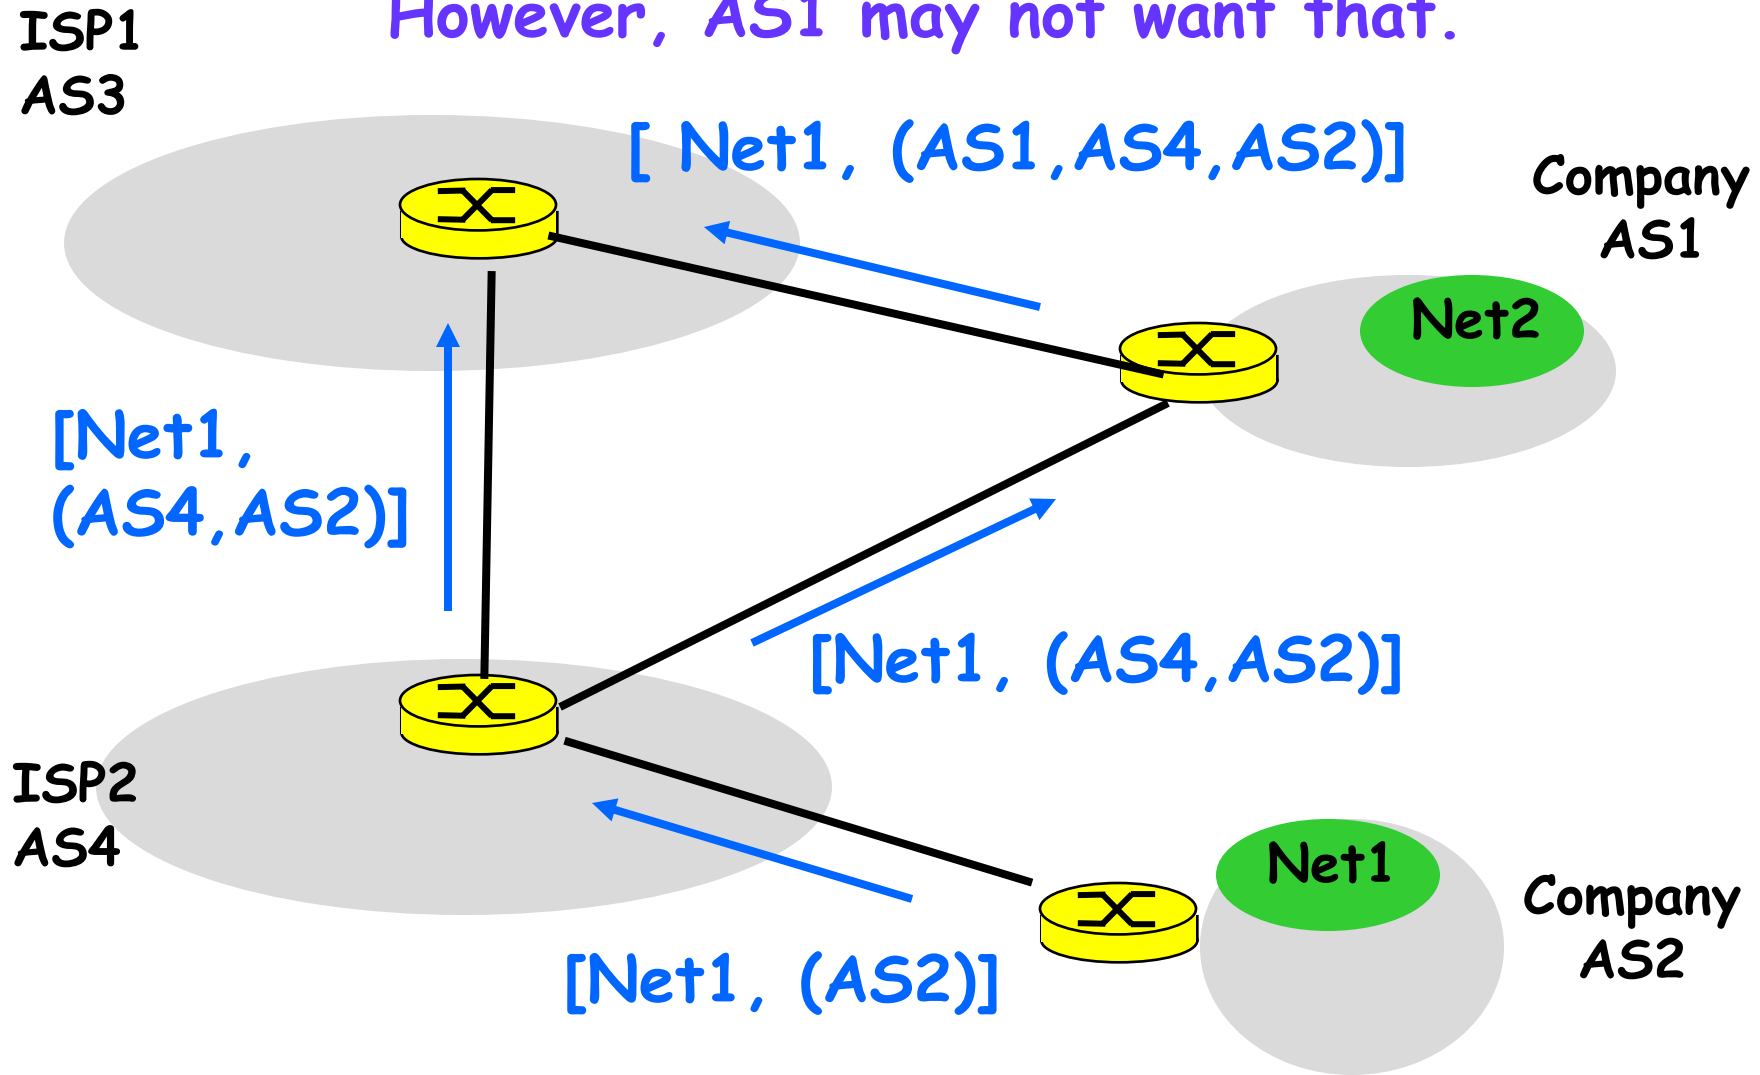 However, AS1 may not want that.
ISP1
AS3
[ Net1, (AS1,AS4,AS2)]
Company
AS1
Net2
[Net1,
(AS4,AS2)]
[Net1, (AS4,AS2)]
ISP2
AS4
Net1
Company
AS2
[Net1, (AS2)]